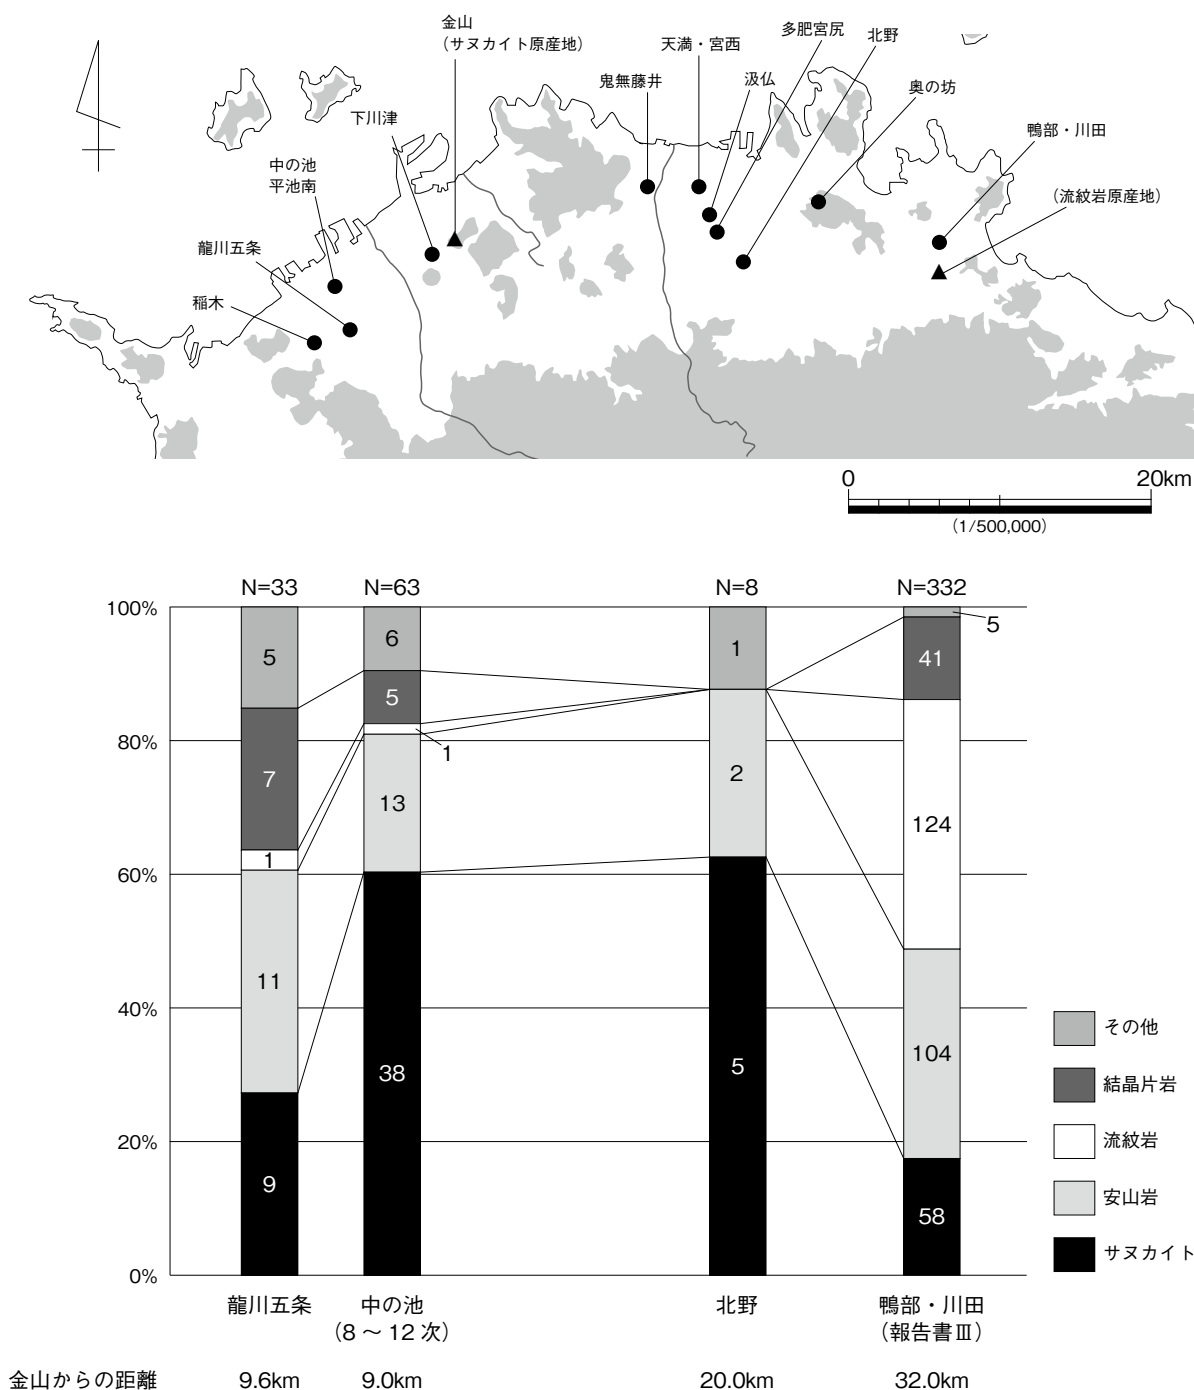 金山
（サヌカイト原産地）
天満・宮西
多肥宮尻
北野
鬼無藤井
汲仏
奥の坊
下川津
鴨部・川田
中の池
平池南
（流紋岩原産地）
龍川五条
稲木
0 20km
（1/500,000）
N=33 N=63 N=8 N=332
100%
80%
60%
40%
20%
0%
5
7
1
11
9
6
5
1
13
38
1
2
5
5
41
124
104
58
その他
結晶片岩
流紋岩
安山岩
サヌカイト
龍川五条 中の池 北野 鴨部・川田
（8～12次） （報告書Ⅲ）
金山からの距離 9.6km 9.0km 20.0km 32.0km